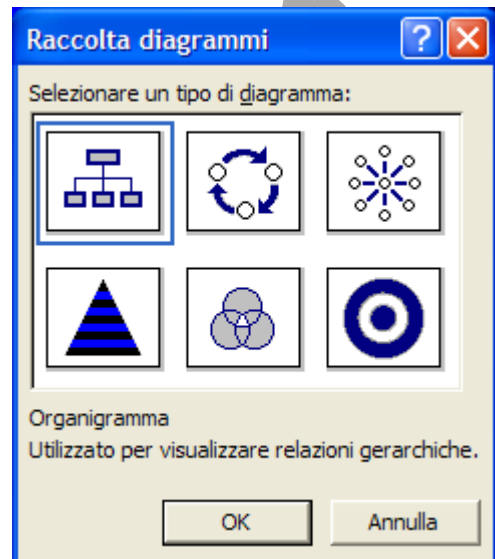 Raccolta diagrammi
Selezionare un tipo di diagramma:
Organigramma
Utilizzato per visualizzare relazioni gerarchiche.
OK
Annulla